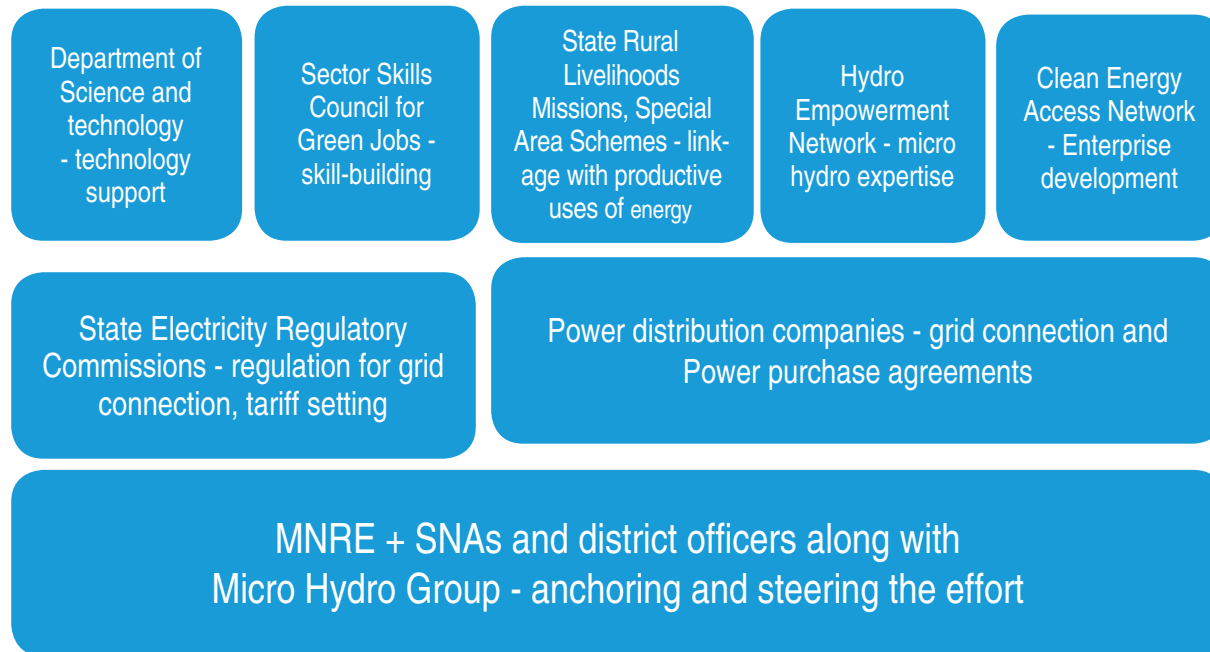 Department of
Science and
technology
- technology
support
Sector Skills
Council for
Green Jobs -
skill-building
State Rural
Livelihoods
Missions, Special
Area Schemes - link-
age with productive
uses of energy
Hydro
Empowerment
Network - micro
hydro expertise
Clean Energy
Access Network
- Enterprise
development
State Electricity Regulatory
Commissions - regulation for grid
connection, tariff setting
Power distribution companies - grid connection and
Power purchase agreements
MNRE + SNAs and district officers along with
Micro Hydro Group - anchoring and steering the effort